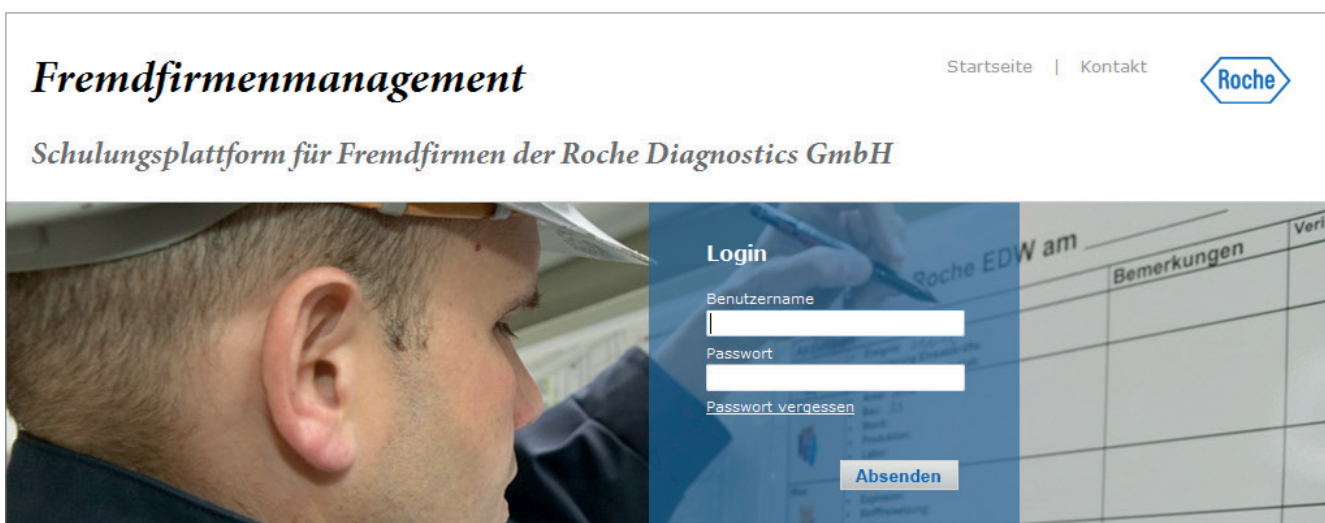 Fremdfirmenmanagement
Startseite | Kontakt
Roche
Schulungsplattform für Fremdfirmen der Roche Diagnostics GmbH
Login
Benutzername
Passwort
Passwort vergessen
Absenden
Roche EDW am
Bemerkungen
Veri